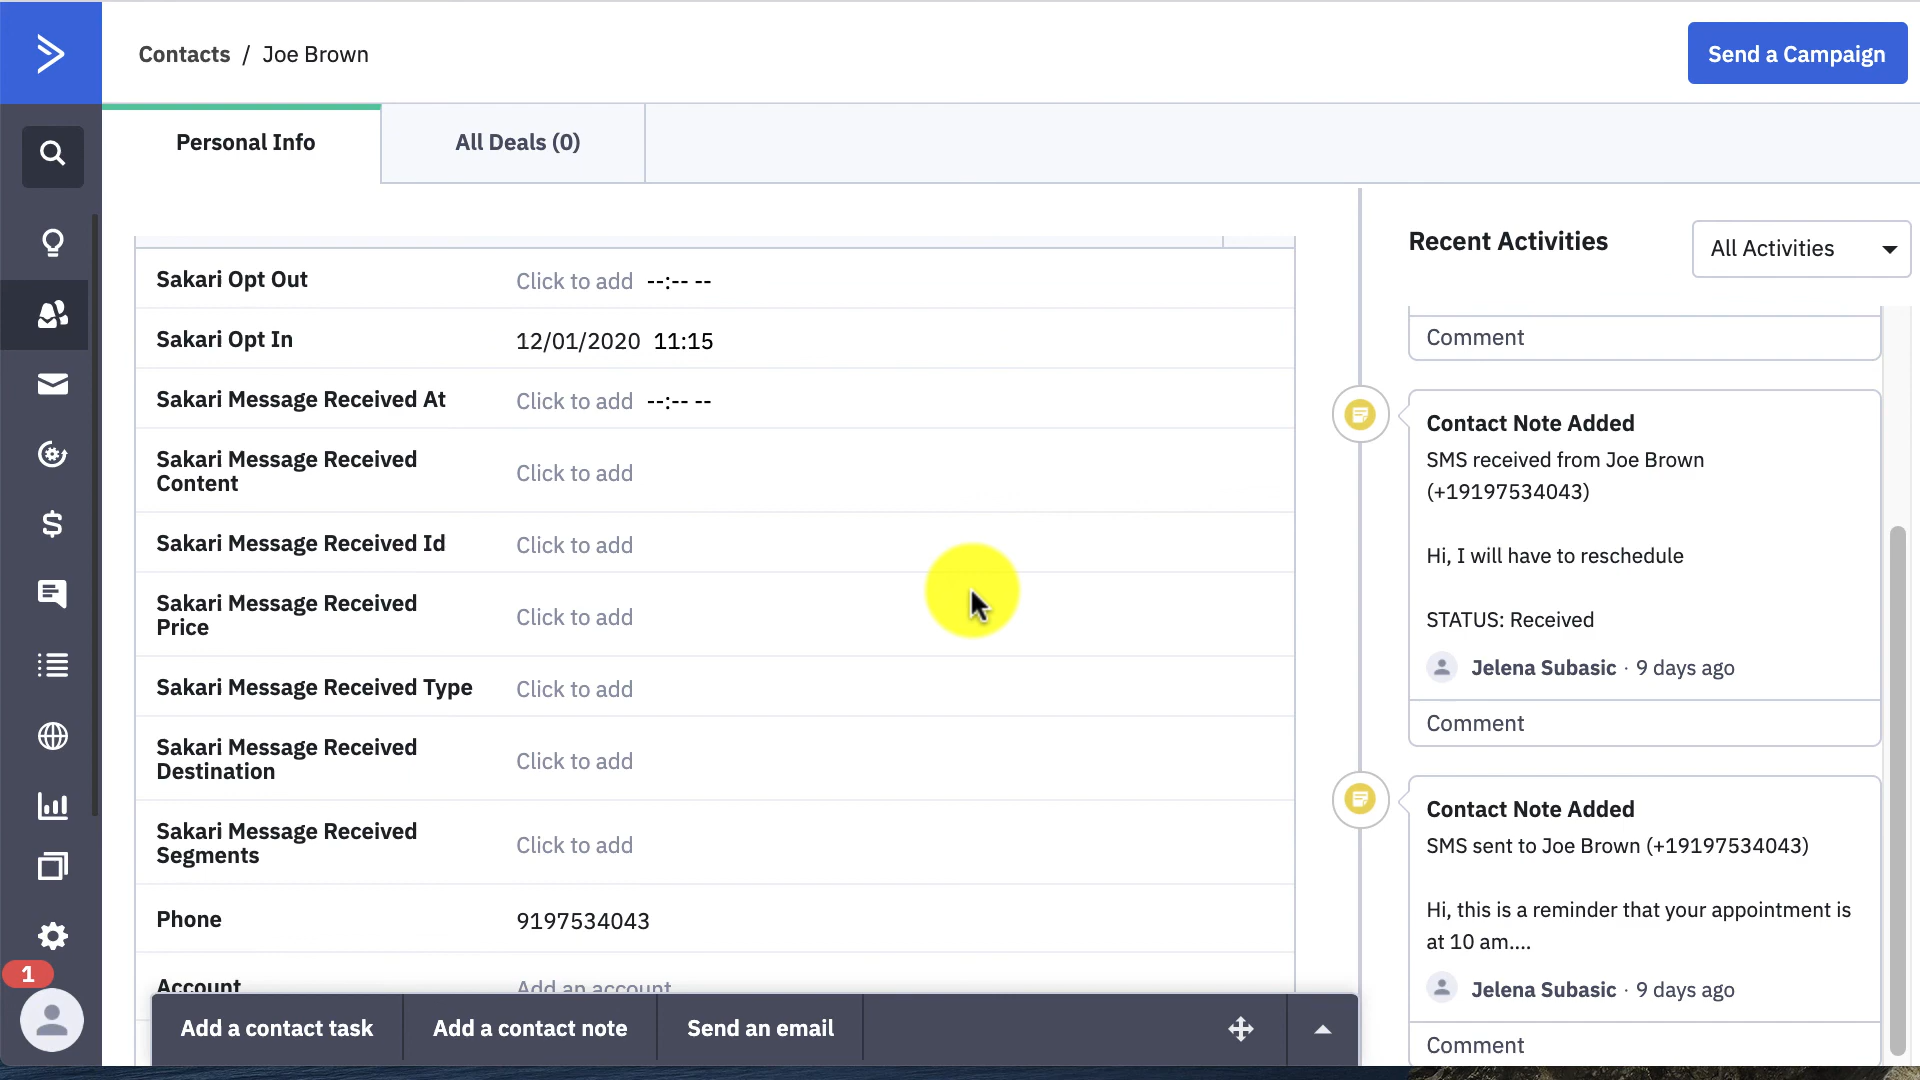 Contacts / Joe Brown
Send a Campaign
Personal Info
All Deals (0)
Sakari Opt Out
Click to add --:-- --
Sakari Opt In
12/01/2020 11:15
Sakari Message Received At
Click to add --:-- --
Sakari Message Received
Content
Click to add
Sakari Message Received Id
Click to add
Sakari Message Received
Price
Click to add
Sakari Message Received Type
Click to add
Sakari Message Received
Destination
Click to add
Sakari Message Received
Segments
Click to add
Phone
9197534043
Account
Add an account
Add a contact task
Add a contact note
Send an email
Recent Activities
All Activities
Comment
Contact Note Added
SMS received from Joe Brown
(+19197534043)
Hi, I will have to reschedule
STATUS: Received
Jelena Subasic · 9 days ago
Comment
Contact Note Added
SMS sent to Joe Brown (+19197534043)
Hi, this is a reminder that your appointment is
at 10 am....
Jelena Subasic · 9 days ago
Comment
1